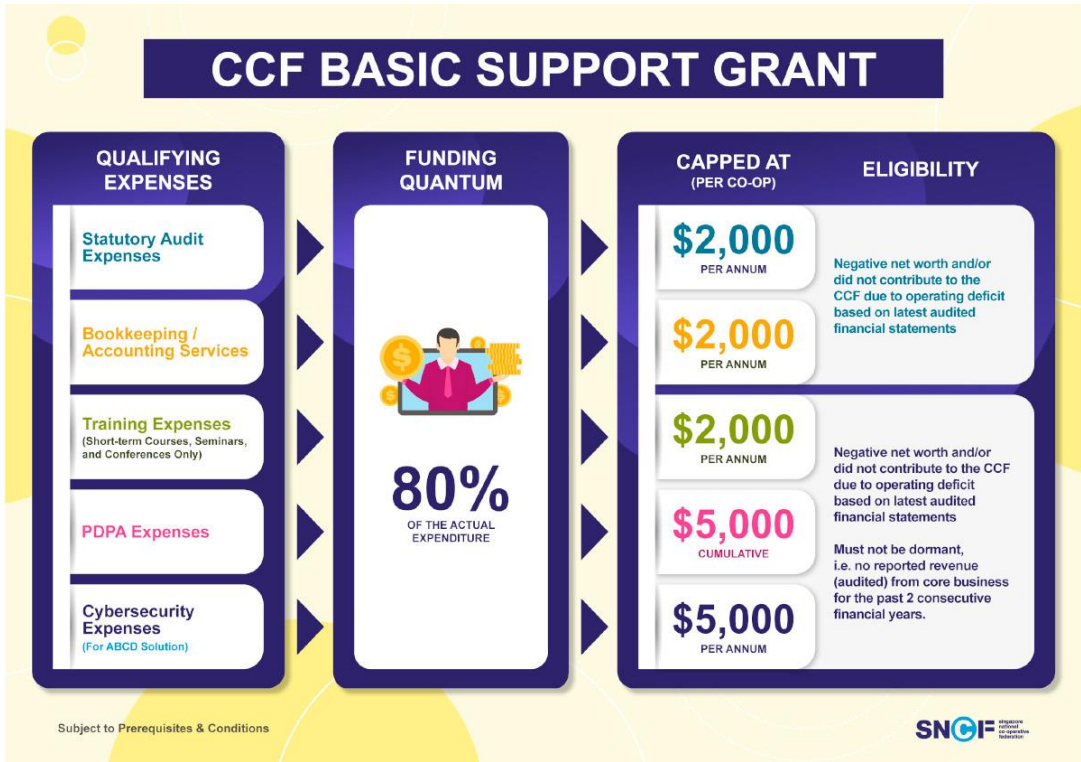 CCF BASIC SUPPORT GRANT
QUALIFYING
EXPENSES
Statutory Audit
Expenses
Bookkeeping /
Accounting Services
Training Expenses
(Short-term Courses, Seminars,
and Conferences Only)
PDPA Expenses
Cybersecurity
Expenses
(For ABCD Solution)
FUNDING
QUANTUM
80%
OF THE ACTUAL
EXPENDITURE
CAPPED AT
(PER CO-OP)
$2,000
PER ANNUM
$2,000
PER ANNUM
$2,000
PER ANNUM
$5,000
CUMULATIVE
$5,000
PER ANNUM
ELIGIBILITY
Negative net worth and/or
did not contribute to the
CCF due to operating deficit
based on latest audited
financial statements
Negative net worth and/or
did not contribute to the CCF
due to operating deficit
based on latest audited
financial statements
Must not be dormant,
i.e. no reported revenue
(audited) from core business
for the past 2 consecutive
financial years.
Subject to Prerequisites & Conditions
SNCF
singapore
national
co-operative
federation